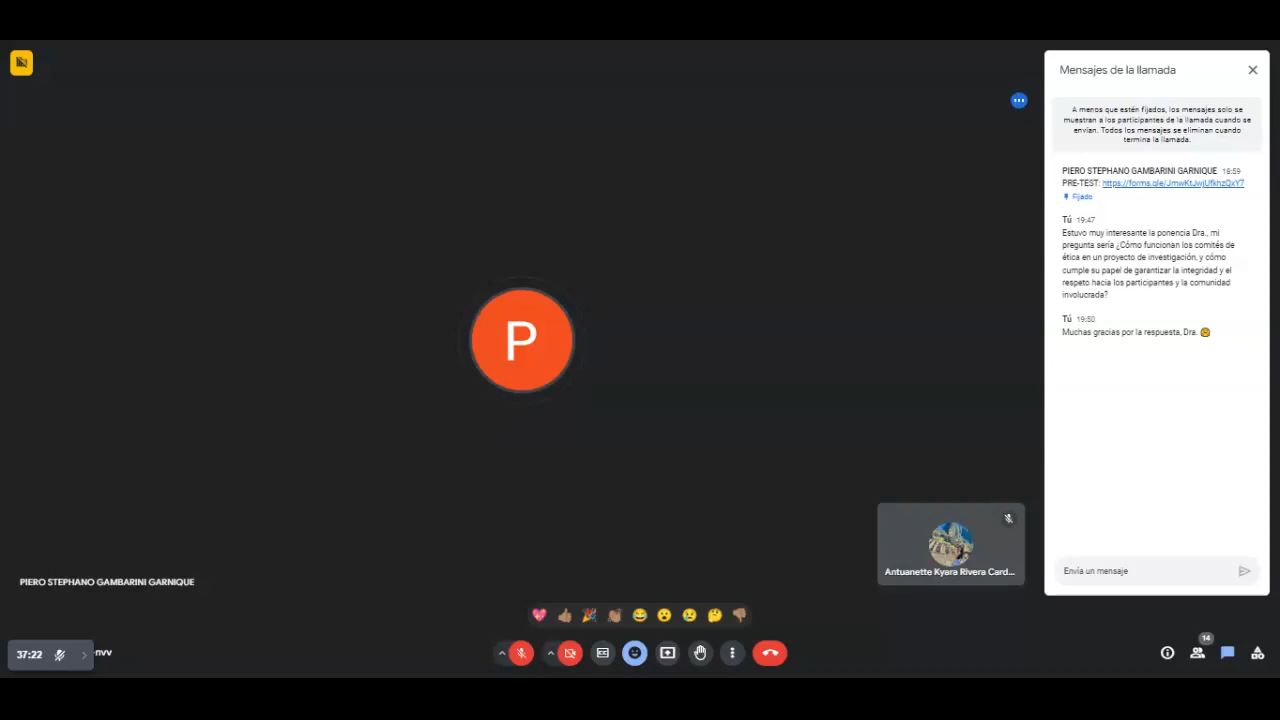 Mensajes de la llamada
A menos que estén fijados, los mensajes solo se
muestran a los participantes de la llamada cuando se
envían. Todos los mensajes se eliminan cuando
termina la llamada.
PIERO STEPHANO GAMBARINI GARNIQUE 18:59
PRE-TEST: https://forms.gle/JmwKtJwjUfkhzQxY7
Fijado
Tú 19:47
Estuvo muy interesante la ponencia Dra., mi
pregunta sería ¿Cómo funcionan los comités de
ética en un proyecto de investigación, y cómo
cumple su papel de garantizar la integridad y el
respeto hacia los participantes y la comunidad
involucrada?
Tú 19:50
Muchas gracias por la respuesta, Dra.
P
Antuanette Kyara Rivera Card...
Envía un mensaje
PIERO STEPHANO GAMBARINI GARNIQUE
37:22
nvv
14